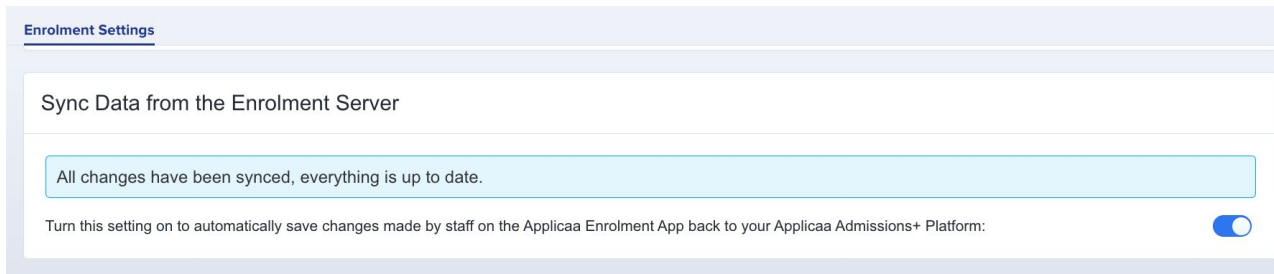 Enrolment Settings
Sync Data from the Enrolment Server
All changes have been synced, everything is up to date.
Turn this setting on to automatically save changes made by staff on the Applicaa Enrolment App back to your Applicaa Admissions+ Platform: